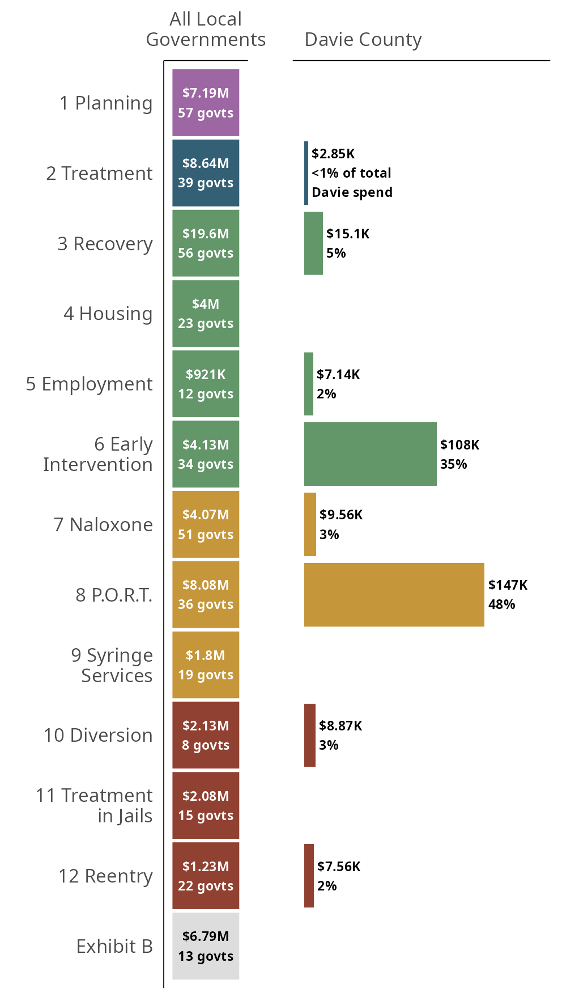 All Local
Governments
Davie County
1 Planning
$7.19M
57 govts
2 Treatment
$8.64M
39 govts
$2.85K
<1% of total
Davie spend
3 Recovery
$19.6M
56 govts
$15.1K
5%
4 Housing
$4M
23 govts
5 Employment
$921K
12 govts
$7.14K
2%
6 Early
Intervention
$4.13M
34 govts
$108K
35%
7 Naloxone
$4.07M
51 govts
$9.56K
3%
8 P.O.R.T.
$8.08M
36 govts
$147K
48%
9 Syringe
Services
$1.8M
19 govts
10 Diversion
$2.13M
8 govts
$8.87K
3%
11 Treatment
in Jails
$2.08M
15 govts
12 Reentry
$1.23M
22 govts
$7.56K
2%
Exhibit B
$6.79M
13 govts